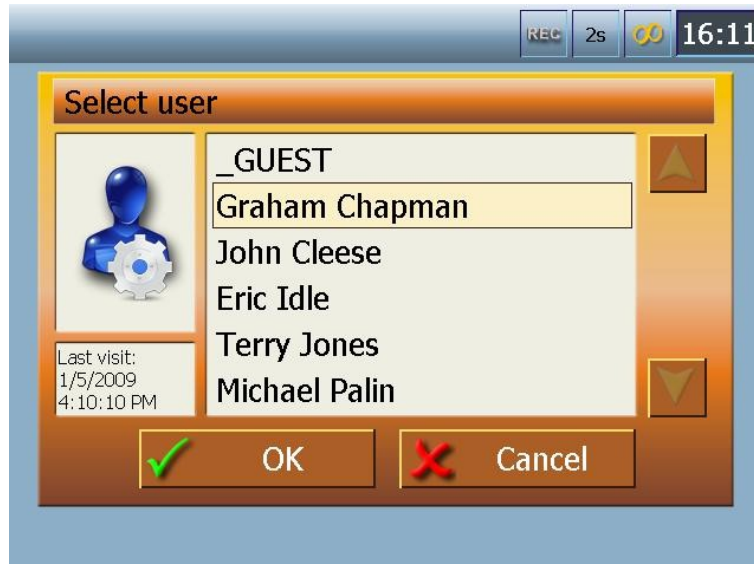 REC 2s 16:11
Select user
_GUEST
Graham Chapman
John Cleese
Eric Idle
Terry Jones
Michael Palin
Last visit:
1/5/2009
4:10:10 PM
OK Cancel